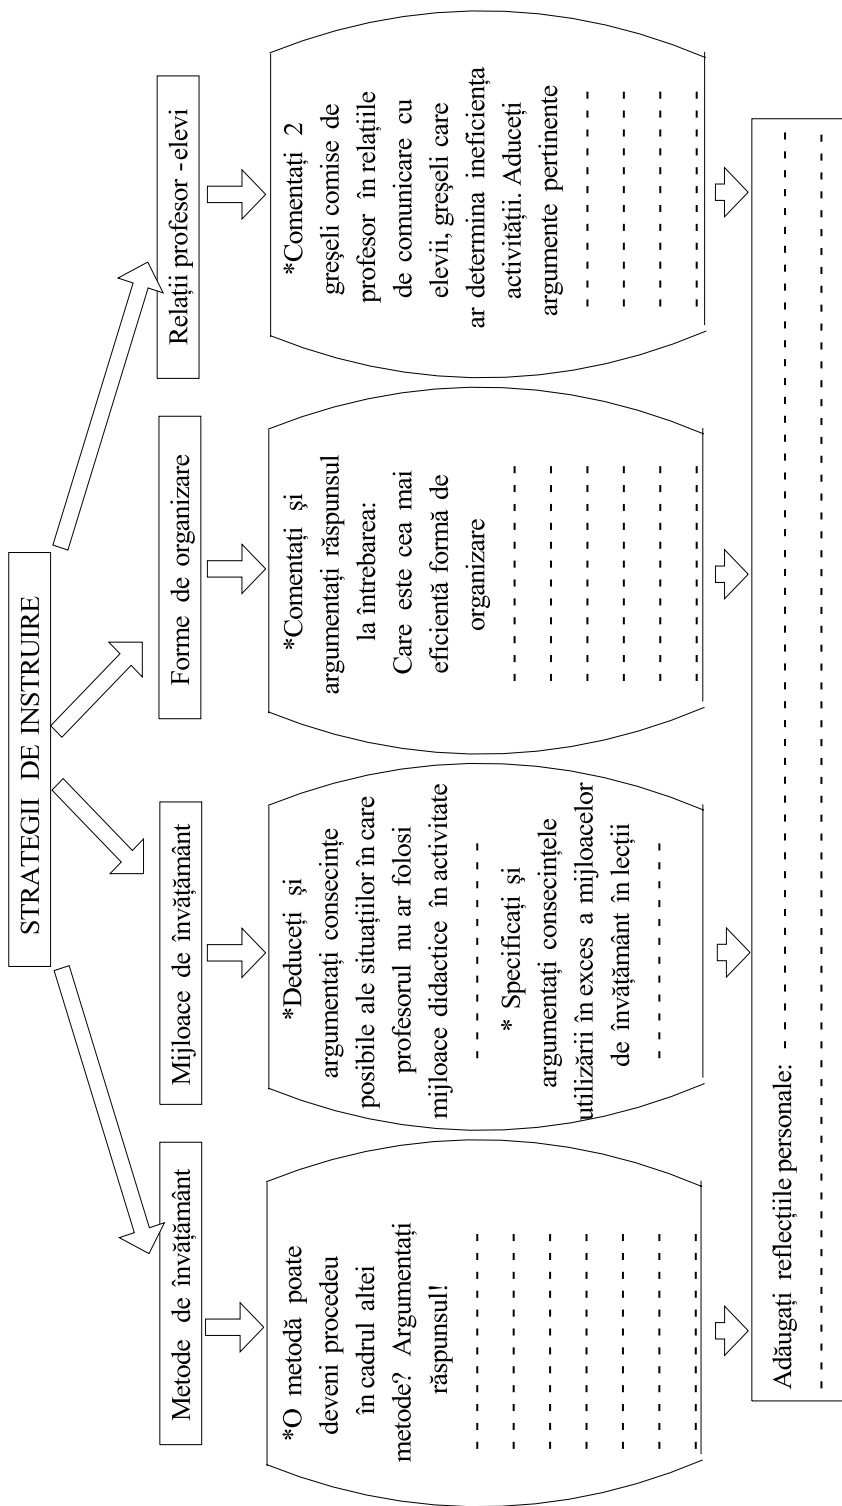 STRATEGII DE INSTRUIRE
Metode de învățământ
Mijloace de învățământ
Forme de organizare
Relații profesor -elevi
*O metodă poate
deveni procedeu
în cadrul altei
metode? Argumentați
răspunsul!
*Deduceți și
argumentați consecințe
posibile ale situațiilor în care
profesorul nu ar folosi
mijloace didactice în activitate
* Specificați și
argumentați consecințele
utilizării în exces a mijloacelor
de învățământ în lecții
*Comentați și
argumentați răspunsul
la întrebarea:
Care este cea mai
eficientă formă de
organizare
*Comentați 2
greșeli comise de
profesor în relațiile
de comunicare cu
elevii, greșeli care
ar determina ineficiența
activității. Aduceți
argumente pertinente
Adăugați reflecțiile personale: